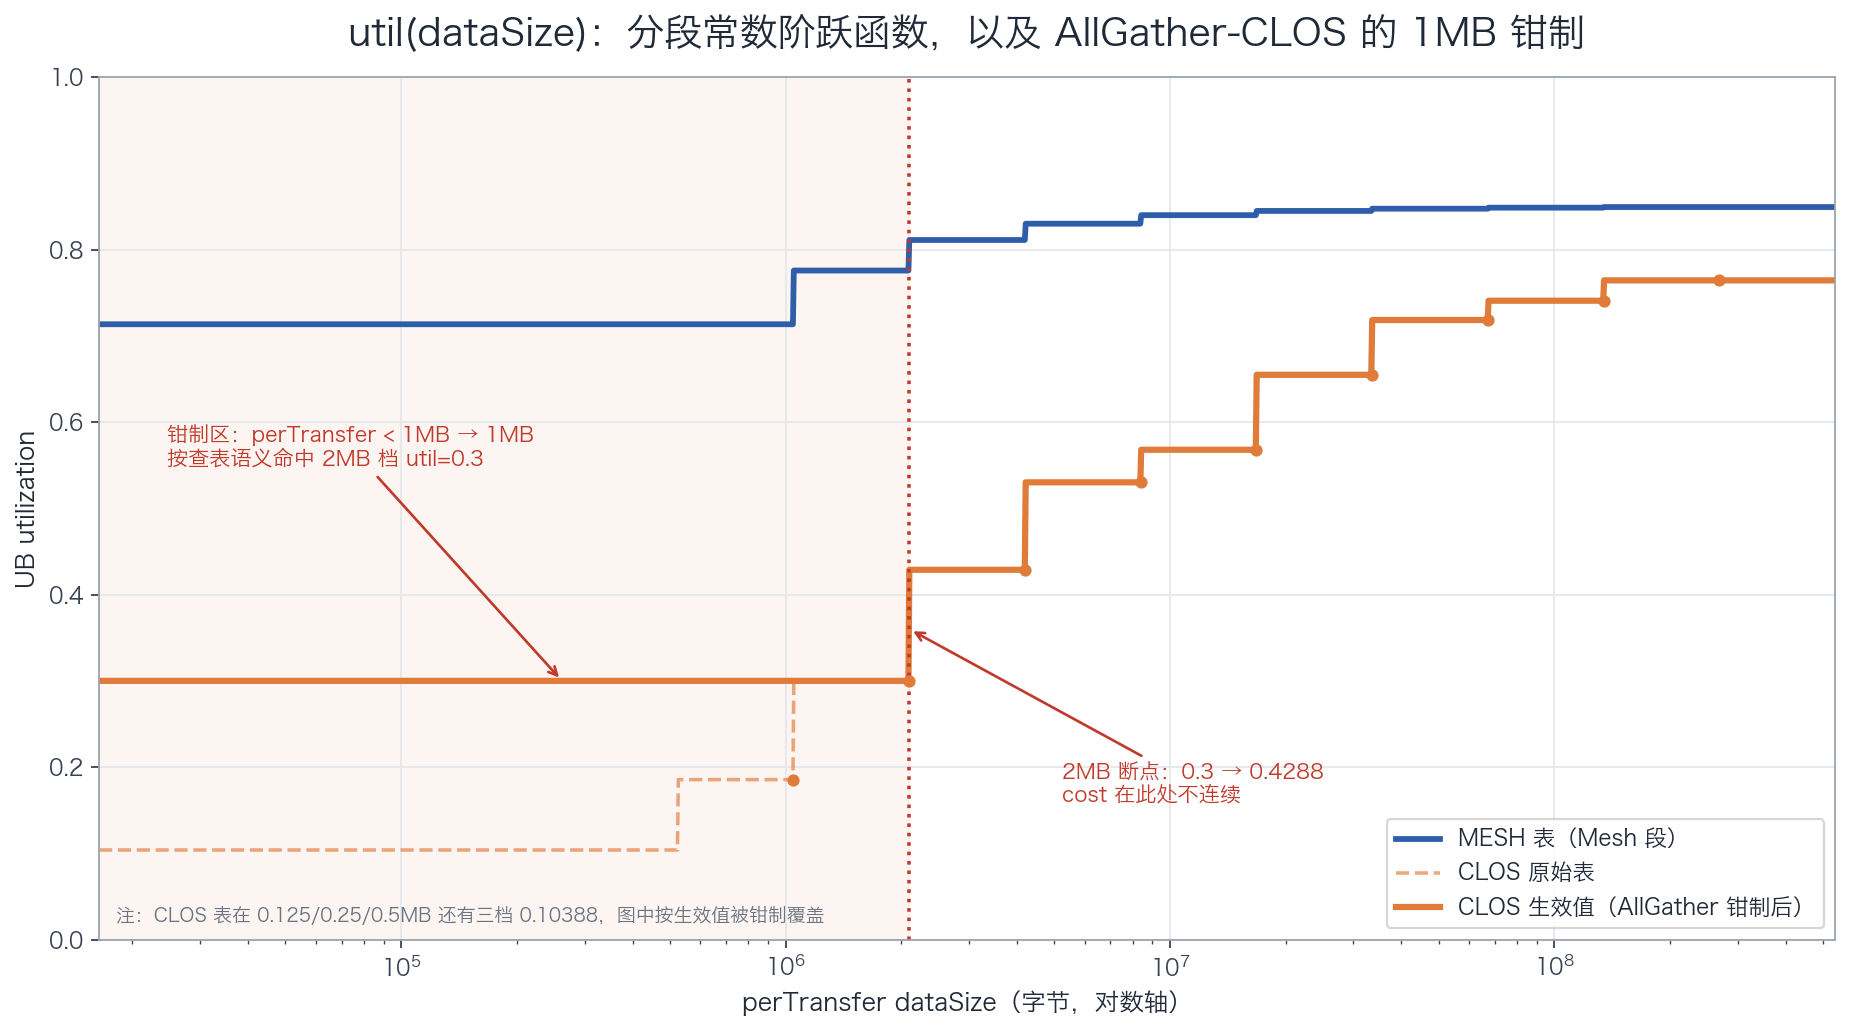 util(dataSize)：分段常数阶跃函数，以及 AllGather-CLOS 的 1MB 钳制
1.0
0.8
0.6
0.4
0.2
0.0
UB utilization
钳制区：perTransfer < 1MB → 1MB
按查表语义命中 2MB 档 util=0.3
2MB 断点：0.3 → 0.4288
cost 在此处不连续
MESH 表（Mesh 段）
CLOS 原始表
CLOS 生效值（AllGather 钳制后）
注：CLOS 表在 0.125/0.25/0.5MB 还有三档 0.10388，图中按生效值被钳制覆盖
10⁵
10⁶
10⁷
10⁸
perTransfer dataSize（字节，对数轴）